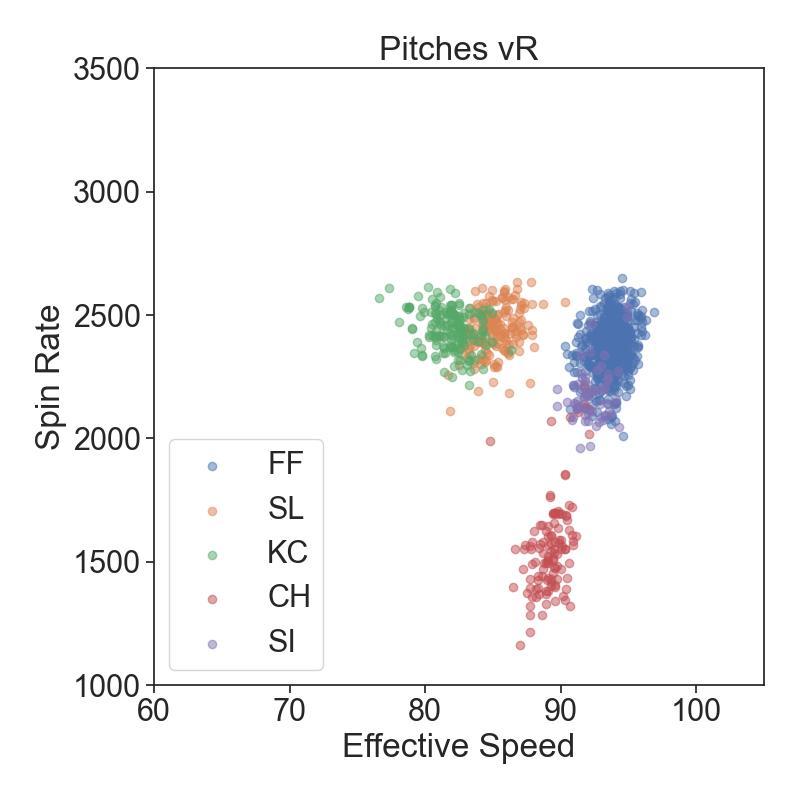 Pitches vR
3500
3000
2500
2000
1500
1000
Spin Rate
FF
SL
KC
CH
SI
60 70 80 90 100
Effective Speed